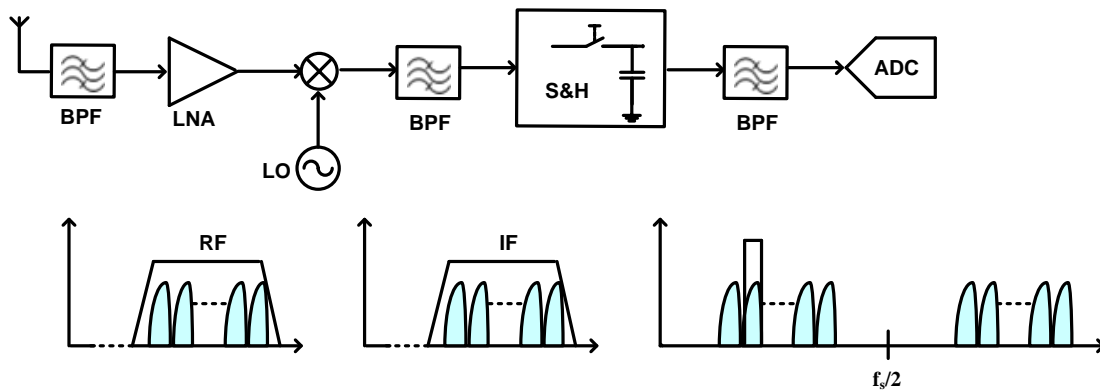 BPF
LNA
LO
BPF
S&H
BPF
ADC
RF
IF
fs/2